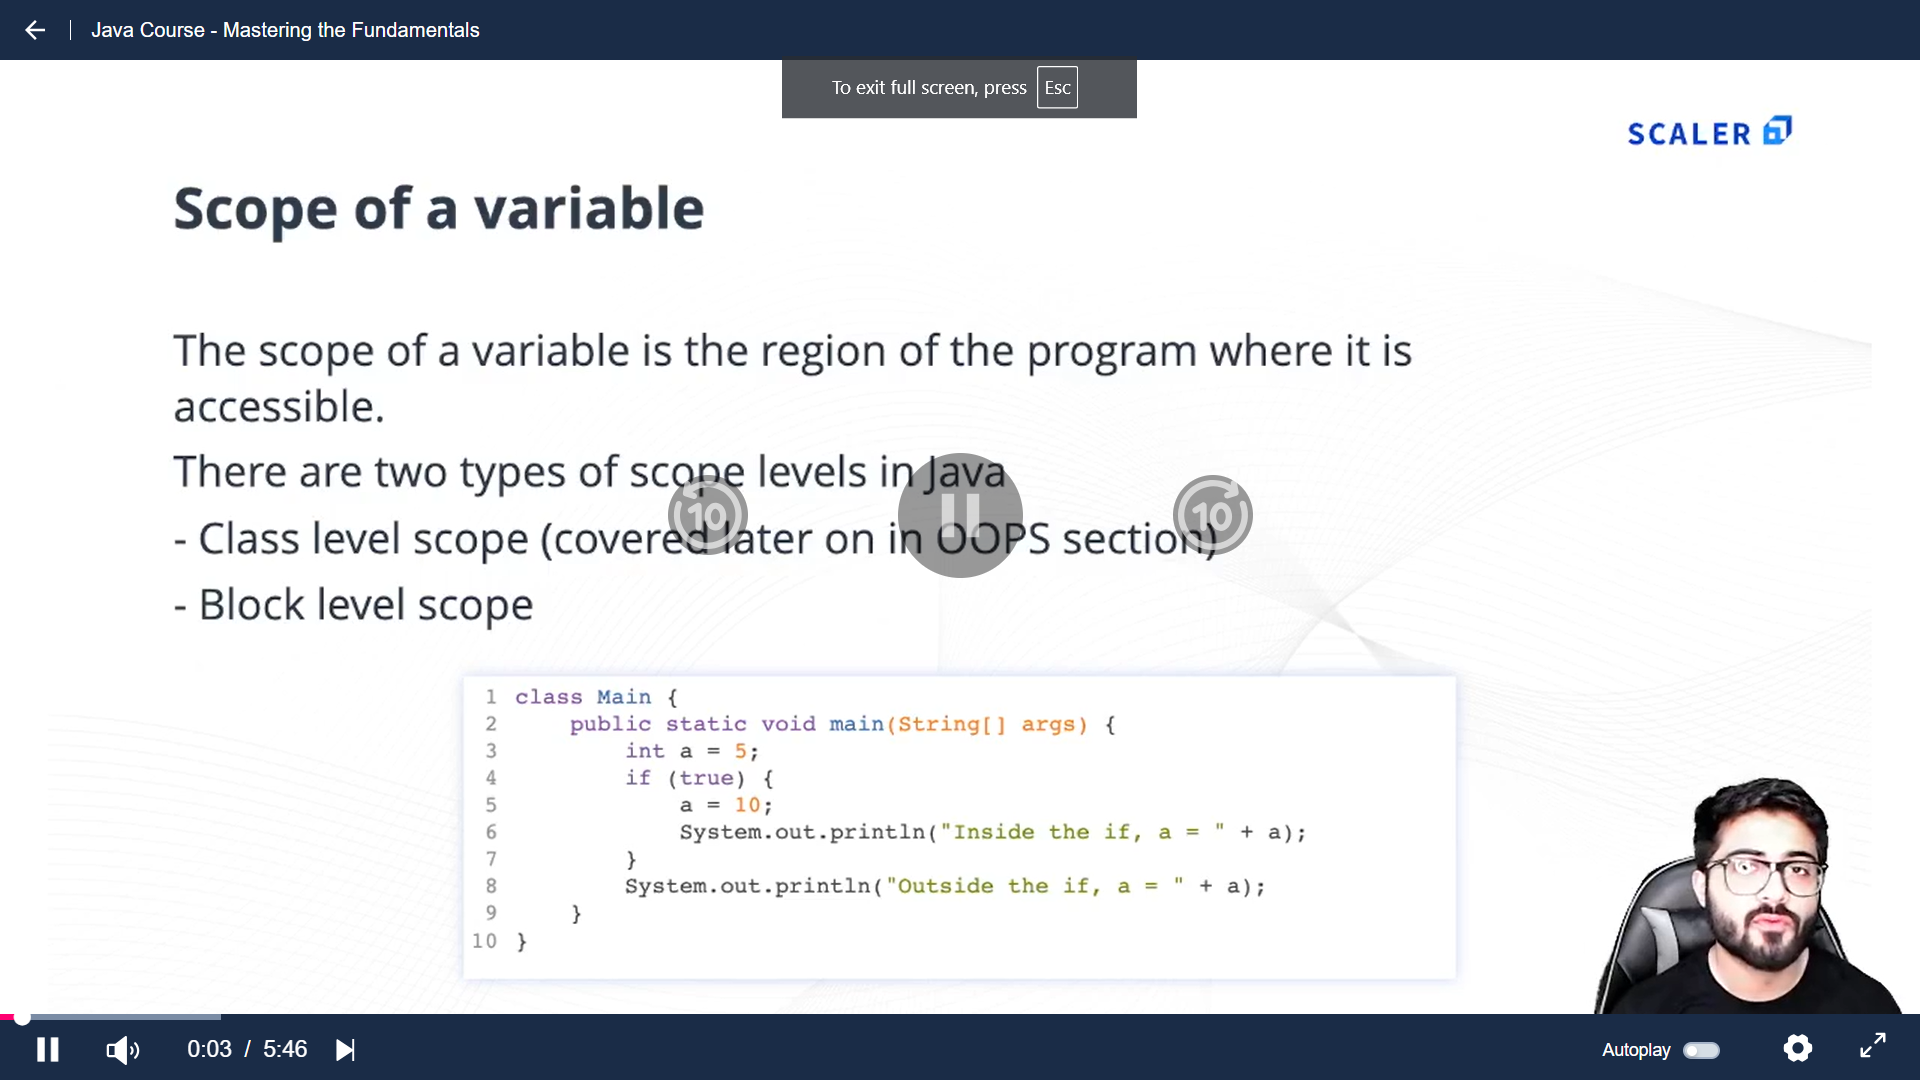 Java Course - Mastering the Fundamentals
To exit full screen, press Esc
SCALER
Scope of a variable
The scope of a variable is the region of the program where it is
accessible.
There are two types of scope levels in Java
- Class level scope (covered later on in OOPS section)
- Block level scope
10
10
1 class Main {
2     public static void main(String[] args) {
3         int a = 5;
4         if (true) {
5             a = 10;
6             System.out.println("Inside the if, a = " + a);
7         }
8         System.out.println("Outside the if, a = " + a);
9     }
10 }
0:03 / 5:46
Autoplay